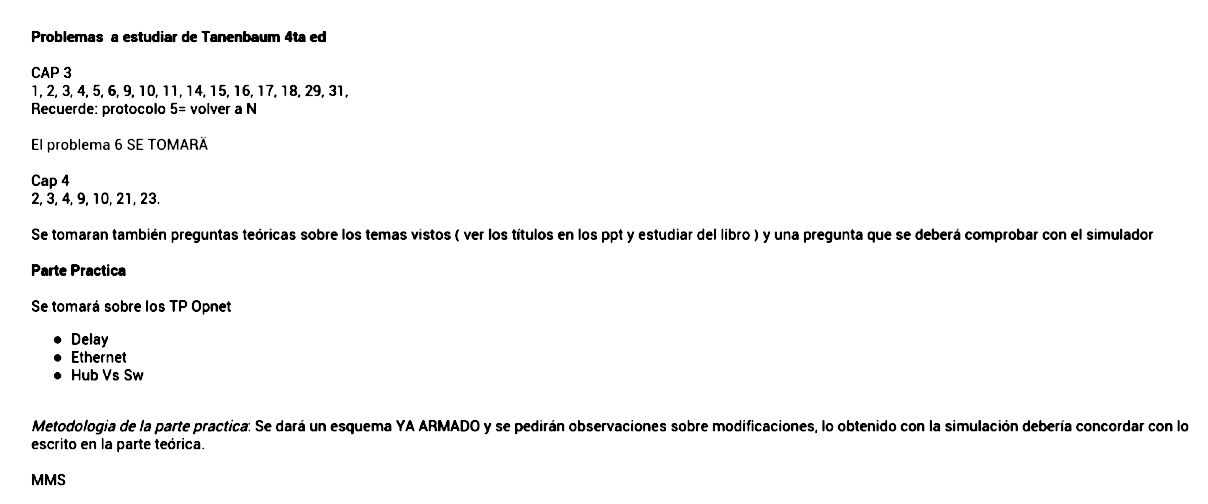 Problemas a estudiar de Tanenbaum 4ta ed
CAP 3
1, 2, 3, 4, 5, 6, 9, 10, 11, 14, 15, 16, 17, 18, 29, 31,
Recuerde: protocolo 5= volver a N
El problema 6 SE TOMARÄ
Cap 4
2, 3, 4, 9, 10, 21, 23.
Se tomaran también preguntas teóricas sobre los temas vistos ( ver los títulos en los ppt y estudiar del libro ) y una pregunta que se deberá comprobar con el simulador
Parte Practica
Se tomará sobre los TP Opnet
● Delay
● Ethernet
● Hub Vs Sw
Metodologia de la parte practica: Se dará un esquema YA ARMADO y se pedirán observaciones sobre modificaciones, lo obtenido con la simulación debería concordar con lo
escrito en la parte teórica.
MMS